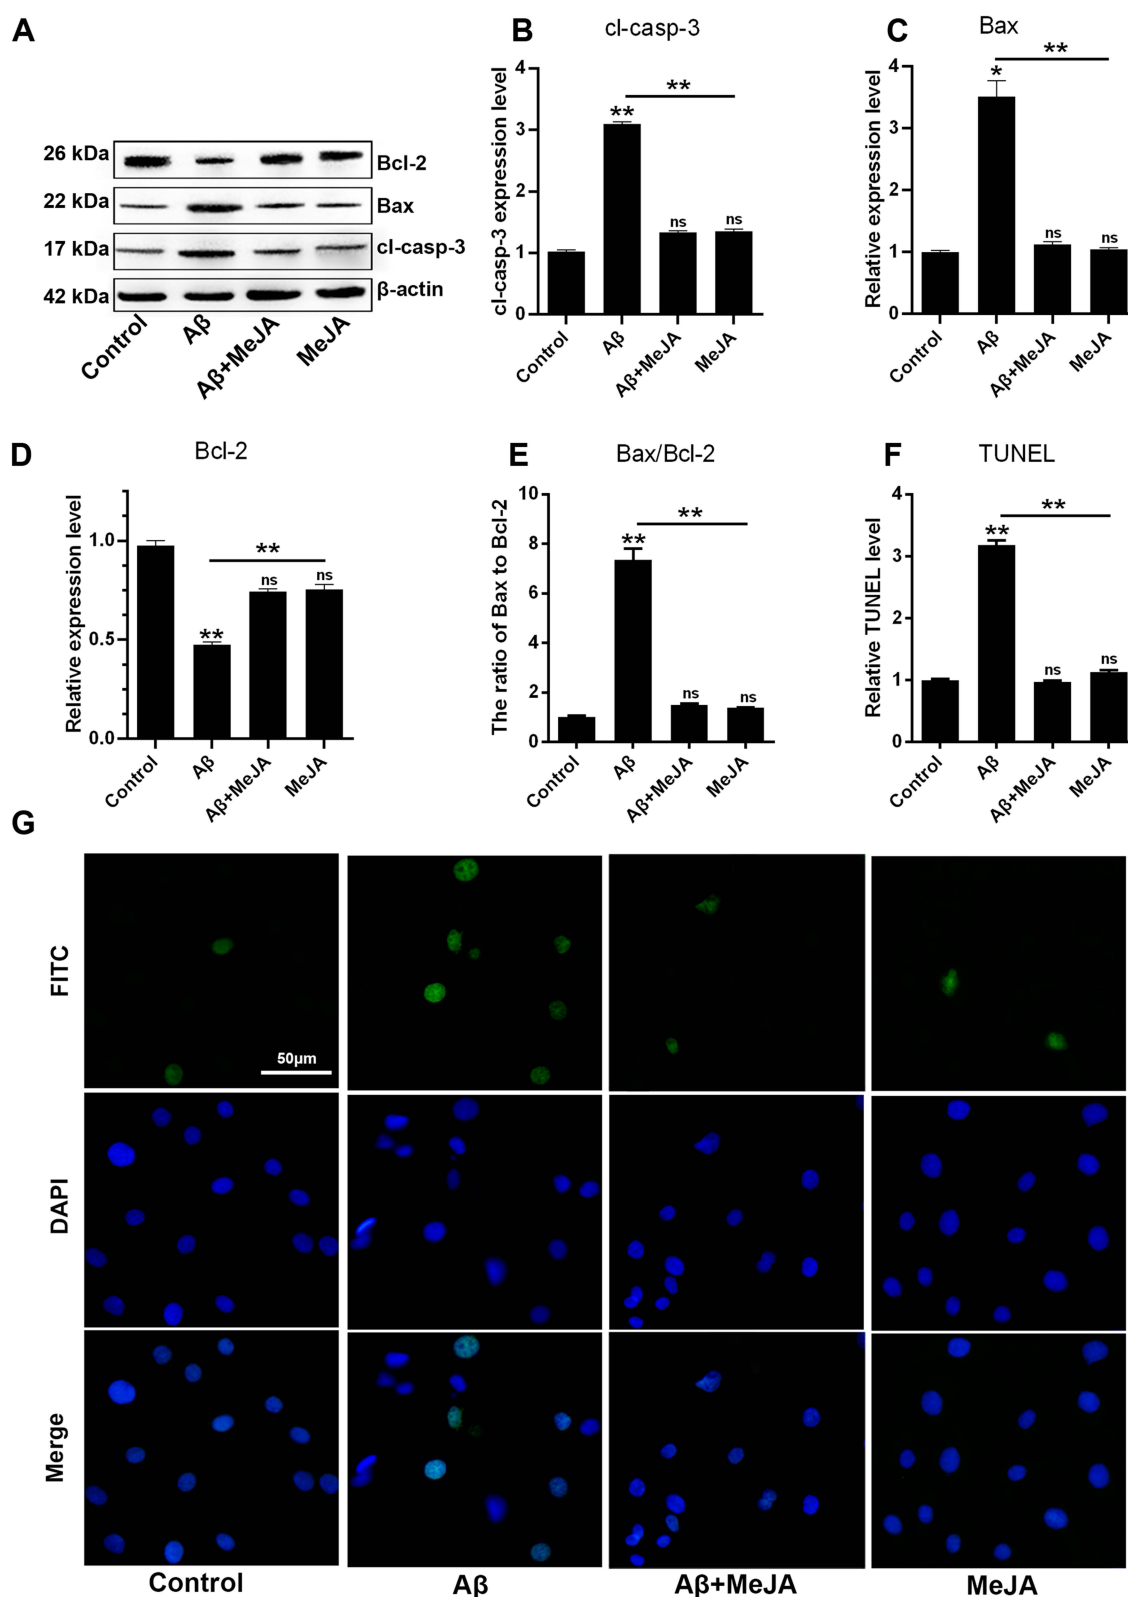 A
26 kDa
Bcl-2
22 kDa
Bax
17 kDa
cl-casp-3
42 kDa
β-actin
Control
Aβ
Aβ+MeJA
MeJA
B
cl-casp-3
cl-casp-3 expression level
4
3
2
1
0
**
**
ns
ns
Control
Aβ
Aβ+MeJA
MeJA
C
Bax
Relative expression level
4
3
2
1
0
*
**
ns
ns
Control
Aβ
Aβ+MeJA
MeJA
D
Bcl-2
Relative expression level
1.0
0.5
0.0
**
**
ns
ns
Control
Aβ
Aβ+MeJA
MeJA
E
Bax/Bcl-2
The ratio of Bax to Bcl-2
10
8
6
4
2
0
**
**
ns
ns
Control
Aβ
Aβ+MeJA
MeJA
F
TUNEL
Relative TUNEL level
4
3
2
1
0
**
**
ns
ns
Control
Aβ
Aβ+MeJA
MeJA
G
FITC
50μm
DAPI
Merge
Control
Aβ
Aβ+MeJA
MeJA